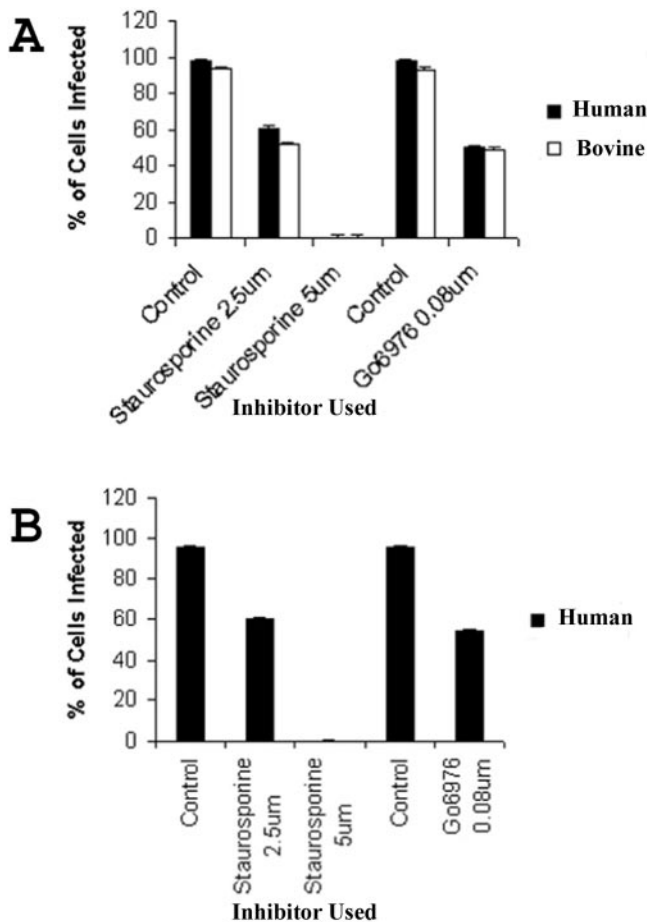 A
% of Cells Infected
120
100
80
60
40
20
0
Control
Staurosporine 2.5um
Staurosporine 5um
Control
Go6976 0.08um
Inhibitor Used
Human
Bovine
B
% of Cells Infected
120
100
80
60
40
20
0
Control
Staurosporine
2.5um
Staurosporine
5um
Control
Go6976
0.08um
Inhibitor Used
Human